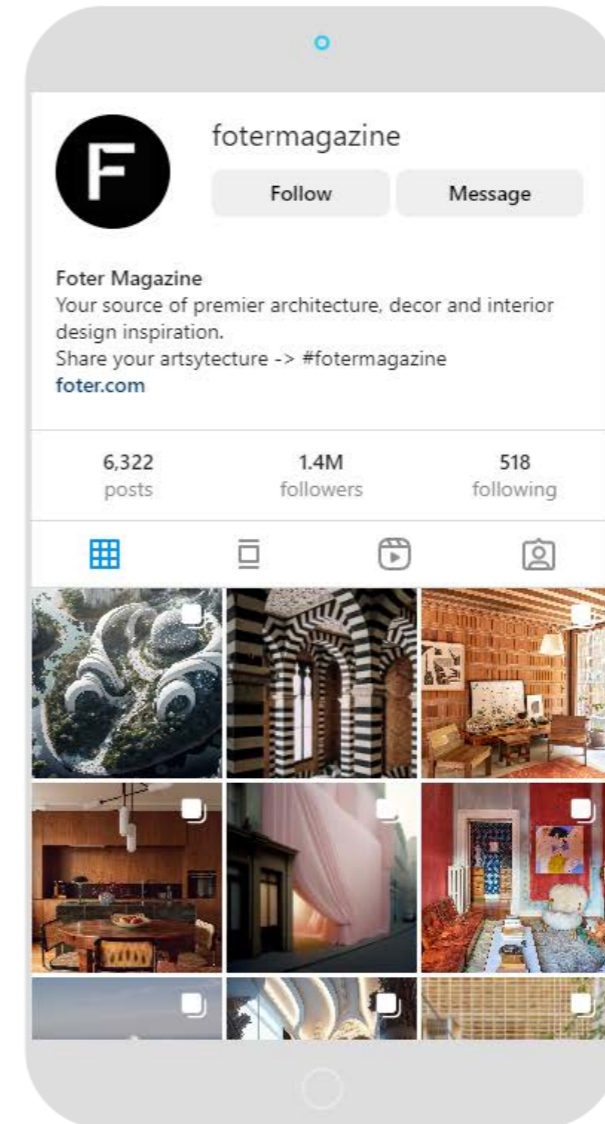 F
fotermagazine
Follow
Message
Foter Magazine
Your source of premier architecture, decor and interior
design inspiration.
Share your artsytecture -> #fotermagazine
foter.com
6,322
posts
1.4M
followers
518
following